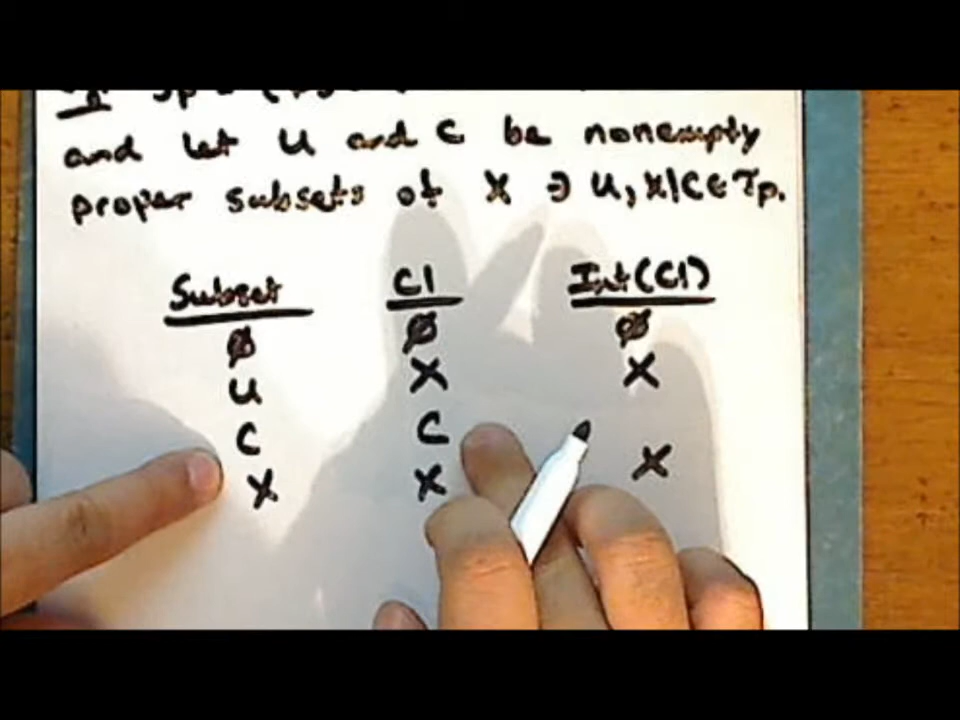 and let U and C be nonempty
proper subsets of X ∋ U, X\C ∈ Tp.
Subset Cl Int(Cl)
Ø Ø Ø
U X X
C C
X X X